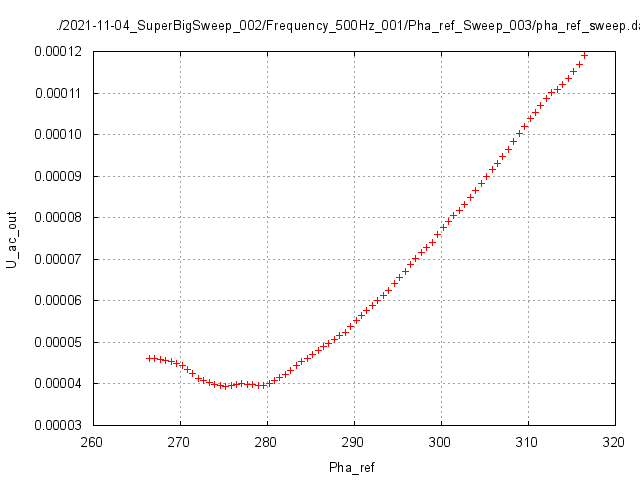 ./2021-11-04_SuperBigSweep_002/Frequency_500Hz_001/Pha_ref_Sweep_003/pha_ref_sweep.da
0.00012
0.00011
0.00010
0.00009
0.00008
0.00007
0.00006
0.00005
0.00004
0.00003
U_ac_out
260 270 280 290 300 310 320
Pha_ref